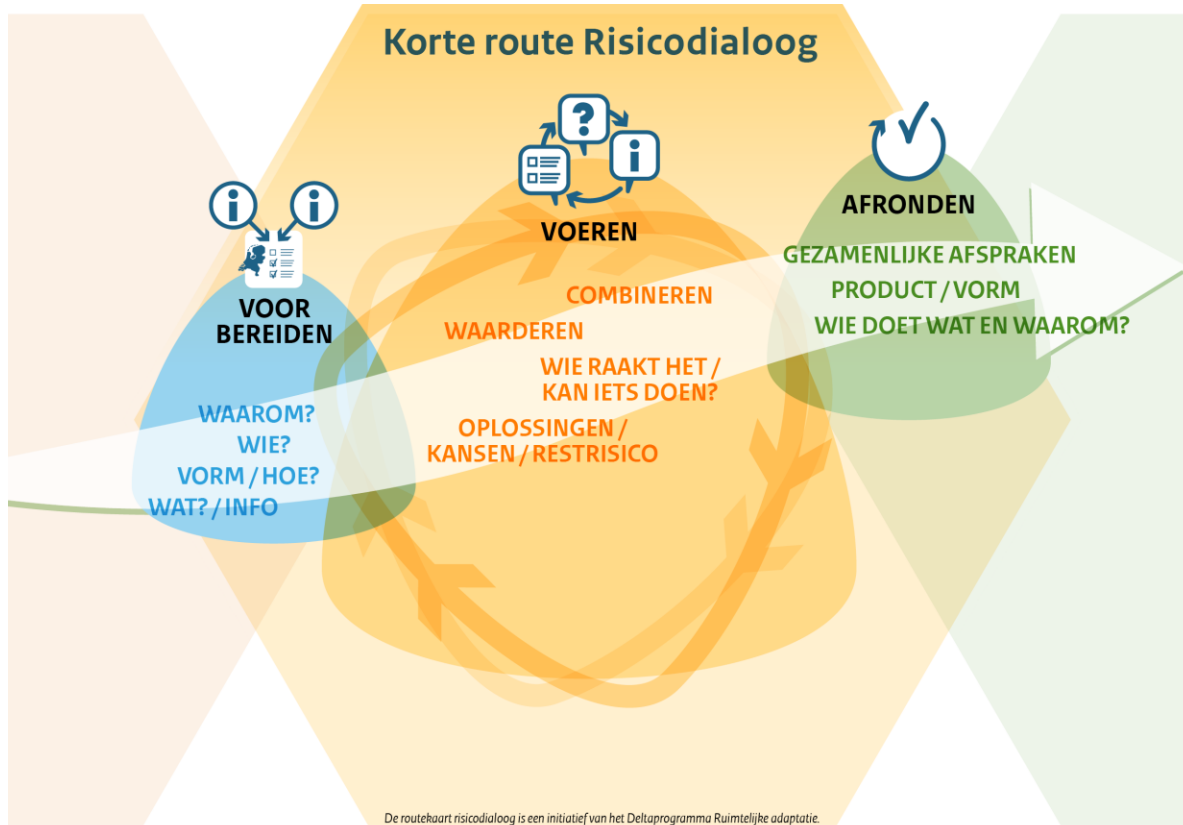 Korte route Risicodialoog
VOOR
BEREIDEN
WAAROM?
WIE?
VORM / HOE?
WAT? / INFO
VOEREN
COMBINEREN
WAARDEREN
WIE RAAKT HET /
KAN IETS DOEN?
OPLOSSINGEN /
KANSEN / RESTRISICO
AFRONDEN
GEZAMENLIJKE AFSPRAKEN
PRODUCT / VORM
WIE DOET WAT EN WAAROM?
De routekaart risicodialoog is een initiatief van het Deltaprogramma Ruimtelijke adaptatie.